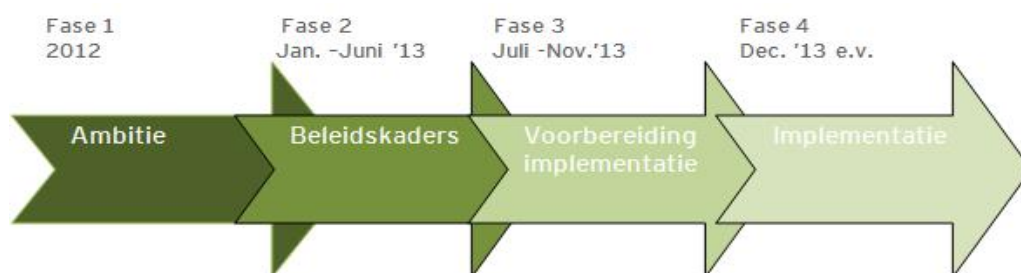 Fase 1
2012
Fase 2
Jan. -Juni '13
Fase 3
Juli -Nov.'13
Fase 4
Dec. '13 e.v.
Ambitie
Beleidskaders
Voorbereiding
implementatie
Implementatie